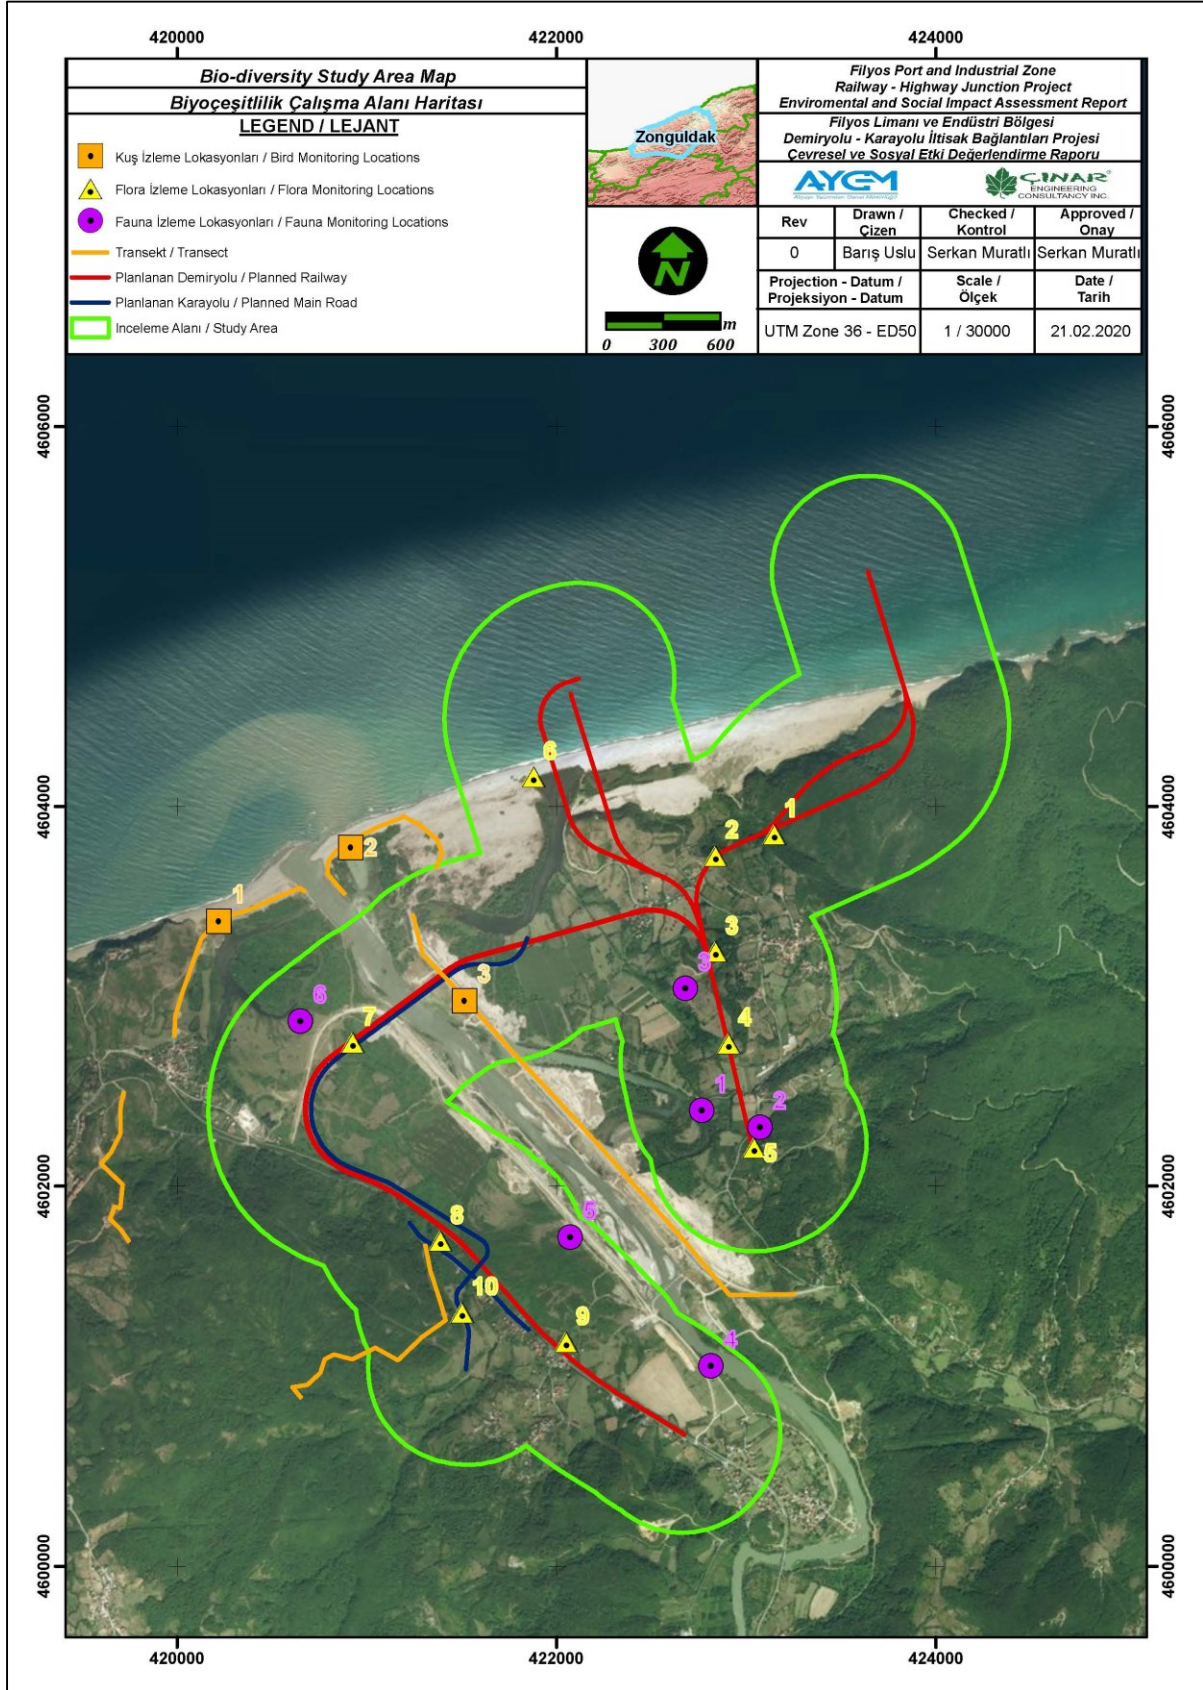 420000 422000 424000
Bio-diversity Study Area Map
Biyoçeşitlilik Çalışma Alanı Haritası
LEGEND / LEJANT
Kuş İzleme Lokasyonları / Bird Monitoring Locations
Flora İzleme Lokasyonları / Flora Monitoring Locations
Fauna İzleme Lokasyonları / Fauna Monitoring Locations
Transekt / Transect
Planlanan Demiryolu / Planned Railway
Planlanan Karayolu / Planned Main Road
İnceleme Alanı / Study Area
Zonguldak
N
m
0 300 600
Filyos Port and Industrial Zone
Railway - Highway Junction Project
Enviromental and Social Impact Assessment Report
Filyos Limanı ve Endüstri Bölgesi
Demiryolu - Karayolu İltisak Bağlantıları Projesi
Çevresel ve Sosyal Etki Değerlendirme Raporu
AYGM
ÇINAR®
ENGINEERING
CONSULTANCY INC.
Rev
Drawn /
Çizen
Checked /
Kontrol
Approved /
Onay
0 Barış Uslu Serkan Muratlı Serkan Muratlı
Projection - Datum /
Projeksiyon - Datum
Scale /
Ölçek
Date /
Tarih
UTM Zone 36 - ED50 1 / 30000 21.02.2020
4606000 4606000
6
4604000 4604000
1
2
2
1
3
3
3
6
7
4
1
2
5
4602000 4602000
8
5
10
9
4
4600000 4600000
420000 422000 424000